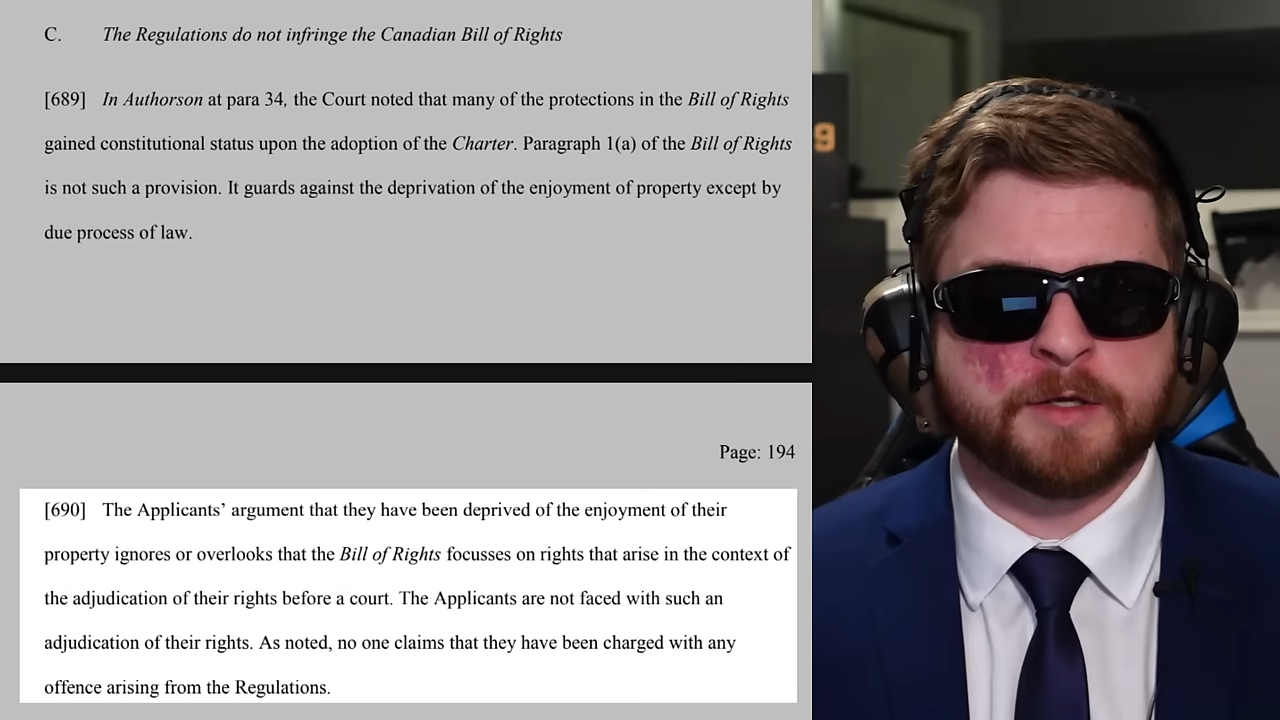 C. The Regulations do not infringe the Canadian Bill of Rights
[689] In Authorson at para 34, the Court noted that many of the protections in the Bill of Rights
gained constitutional status upon the adoption of the Charter. Paragraph 1(a) of the Bill of Rights
is not such a provision. It guards against the deprivation of the enjoyment of property except by
due process of law.
Page: 194
[690] The Applicants’ argument that they have been deprived of the enjoyment of their
property ignores or overlooks that the Bill of Rights focusses on rights that arise in the context of
the adjudication of their rights before a court. The Applicants are not faced with such an
adjudication of their rights. As noted, no one claims that they have been charged with any
offence arising from the Regulations.
9